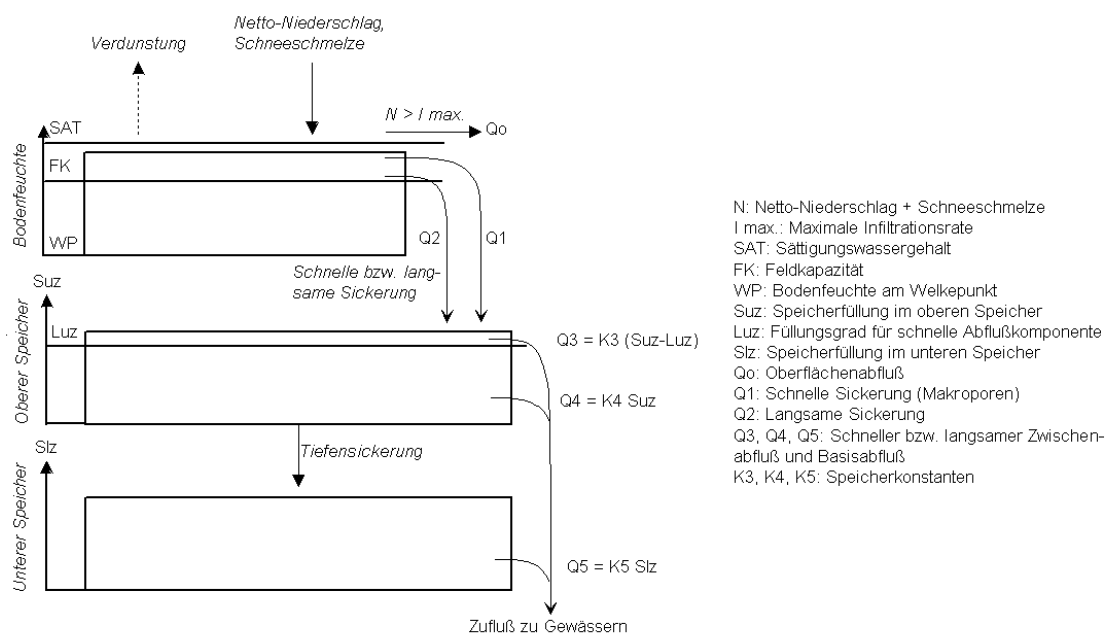 Netto-Niederschlag,
Schneeschmelze
Verdunstung
N > I max.
Qo
SAT
FK
WP
Bodenfeuchte
Q2
Q1
Schnelle bzw. lang-
same Sickerung
Suz
Luz
Oberer Speicher
Q3 = K3 (Suz-Luz)
Q4 = K4 Suz
Tiefensickerung
Slz
Unterer Speicher
Q5 = K5 Slz
Zufluß zu Gewässern
N: Netto-Niederschlag + Schneeschmelze
I max.: Maximale Infiltrationsrate
SAT: Sättigungswassergehalt
FK: Feldkapazität
WP: Bodenfeuchte am Welkepunkt
Suz: Speicherfüllung im oberen Speicher
Luz: Füllungsgrad für schnelle Abflußkomponente
Slz: Speicherfüllung im unteren Speicher
Qo: Oberflächenabfluß
Q1: Schnelle Sickerung (Makroporen)
Q2: Langsame Sickerung
Q3, Q4, Q5: Schneller bzw. langsamer Zwischen-
abfluß und Basisabfluß
K3, K4, K5: Speicherkonstanten